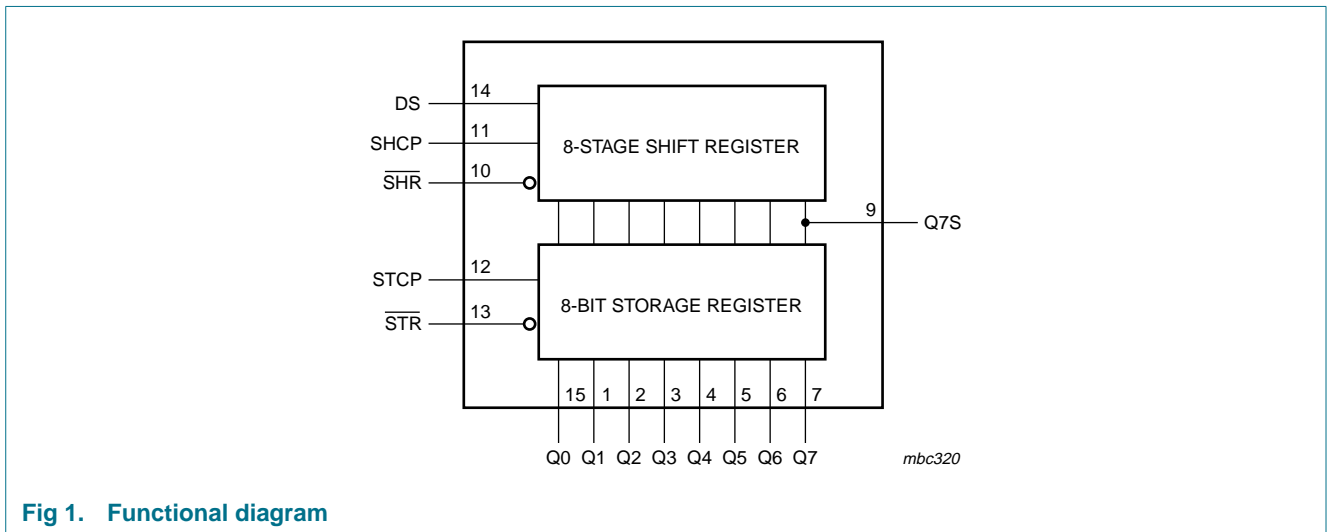 DS
14
SHCP
11
8-STAGE SHIFT REGISTER
SHR
10
9
Q7S
STCP
12
8-BIT STORAGE REGISTER
STR
13
15 1 2 3 4 5 6 7
Q0 Q1 Q2 Q3 Q4 Q5 Q6 Q7
mbc320
Fig 1. Functional diagram